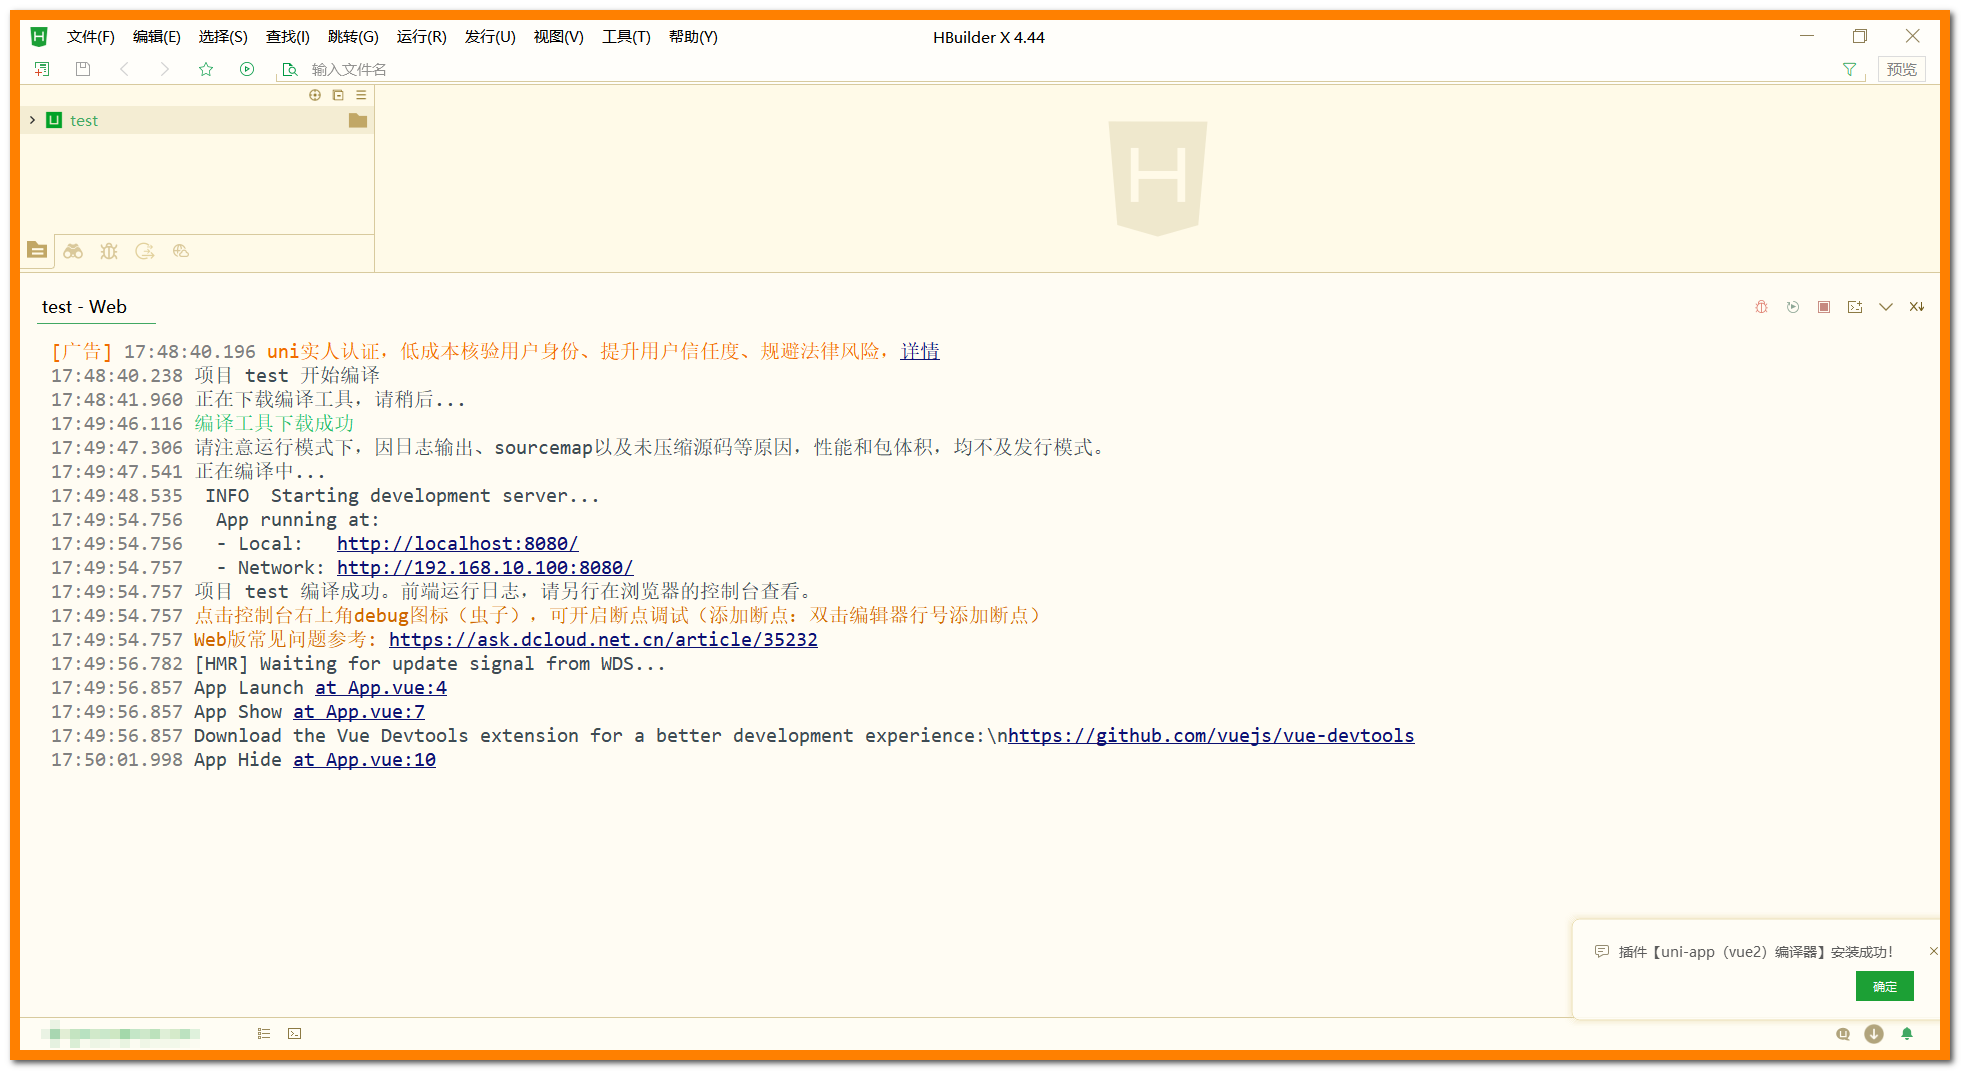 文件(F) 编辑(E) 选择(S) 查找(I) 跳转(G) 运行(R) 发行(U) 视图(V) 工具(T) 帮助(Y) HBuilder X 4.44
输入文件名 预览
test
test - Web
[广告] 17:48:40.196 uni实人认证，低成本核验用户身份、提升用户信任度、规避法律风险，详情
17:48:40.238 项目 test 开始编译
17:48:41.960 正在下载编译工具，请稍后...
17:49:46.116 编译工具下载成功
17:49:47.306 请注意运行模式下，因日志输出、sourcemap以及未压缩源码等原因，性能和包体积，均不及发行模式。
17:49:47.541 正在编译中...
17:49:48.535 INFO Starting development server...
17:49:54.756 App running at:
17:49:54.756 - Local: http://localhost:8080/
17:49:54.757 - Network: http://192.168.10.100:8080/
17:49:54.757 项目 test 编译成功。前端运行日志，请另行在浏览器的控制台查看。
17:49:54.757 点击控制台右上角debug图标（虫子），可开启断点调试（添加断点：双击编辑器行号添加断点）
17:49:54.757 Web版常见问题参考: https://ask.dcloud.net.cn/article/35232
17:49:56.782 [HMR] Waiting for update signal from WDS...
17:49:56.857 App Launch at App.vue:4
17:49:56.857 App Show at App.vue:7
17:49:56.857 Download the Vue Devtools extension for a better development experience:\nhttps://github.com/vuejs/vue-devtools
17:50:01.998 App Hide at App.vue:10
插件【uni-app（vue2）编译器】安装成功!
确定